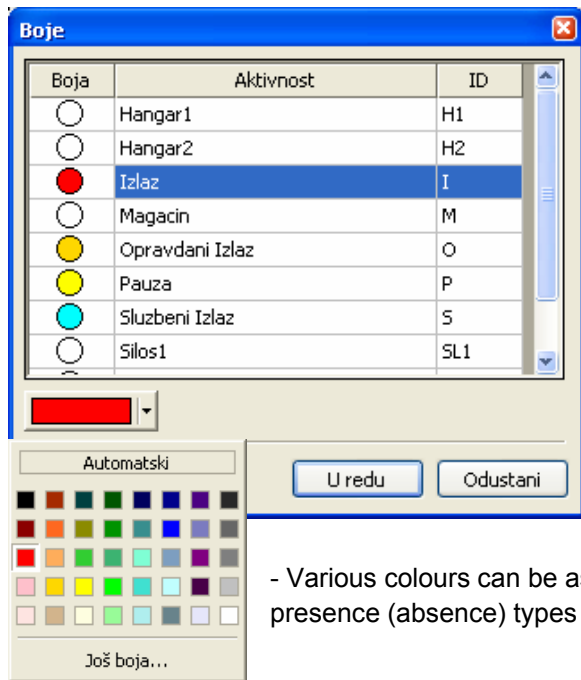 Boje
Boja Aktivnost ID
Hangar1 H1
Hangar2 H2
Izlaz I
Magacin M
Opravdani Izlaz O
Pauza P
Sluzbeni Izlaz S
Silos1 SL1
Automatski
U redu Odustani
- Various colours can be
presence (absence) types
Još boja...